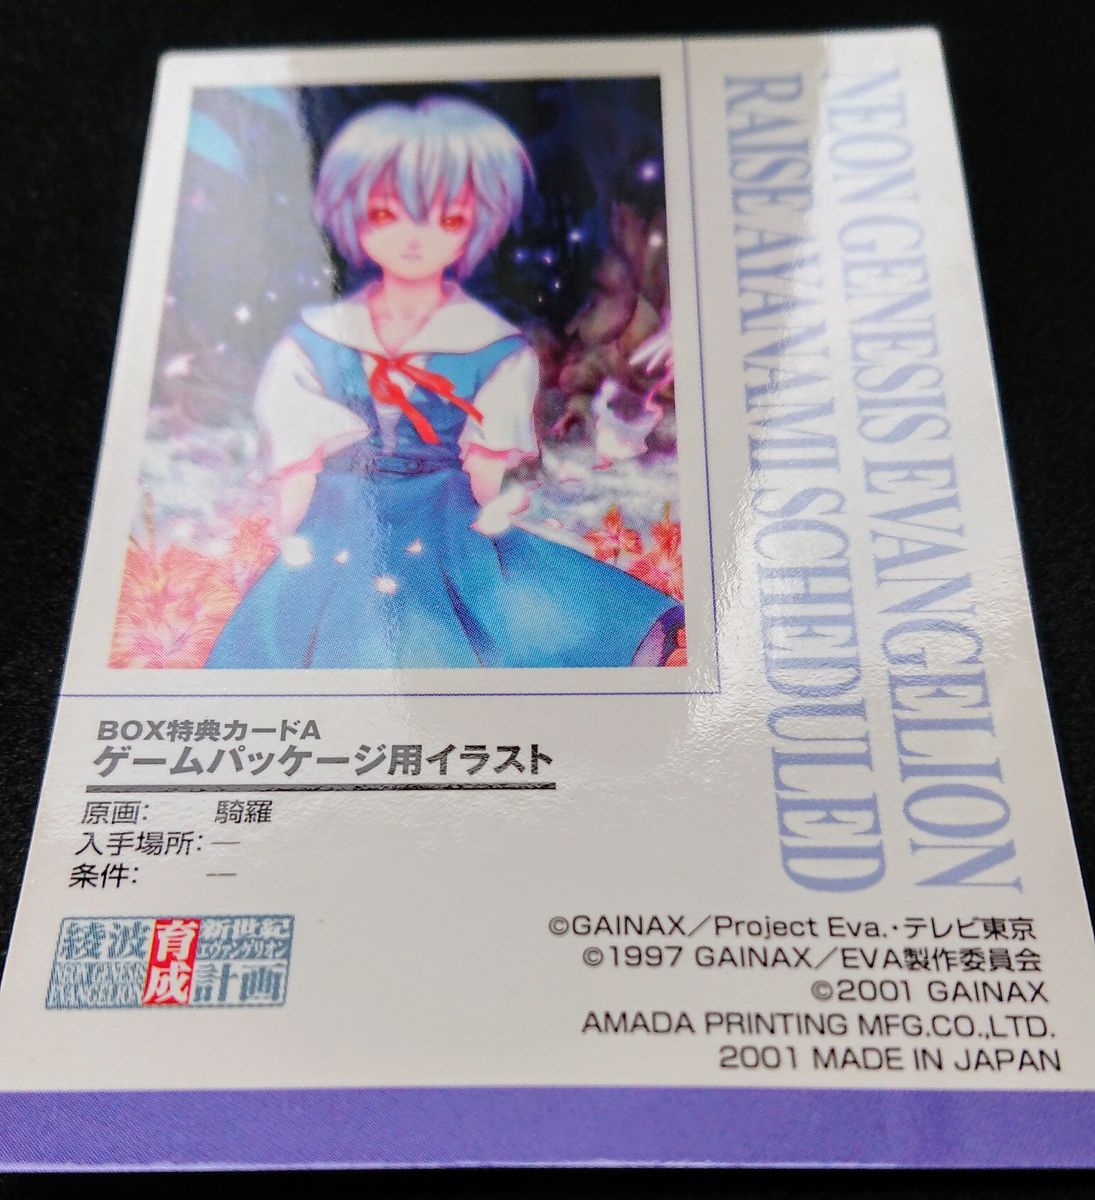 NEON GENESIS EVANGELION
RAISE AYANAMI SCHEDULED
BOX特典カードA
ゲームパッケージ用イラスト
原画: 騎羅
入手場所: —
条件: —
新世紀
エヴァンゲリオン
綾波育成計画
©GAINAX／Project Eva.・テレビ東京
©1997 GAINAX／EVA製作委員会
©2001 GAINAX
AMADA PRINTING MFG.CO.,LTD.
2001 MADE IN JAPAN